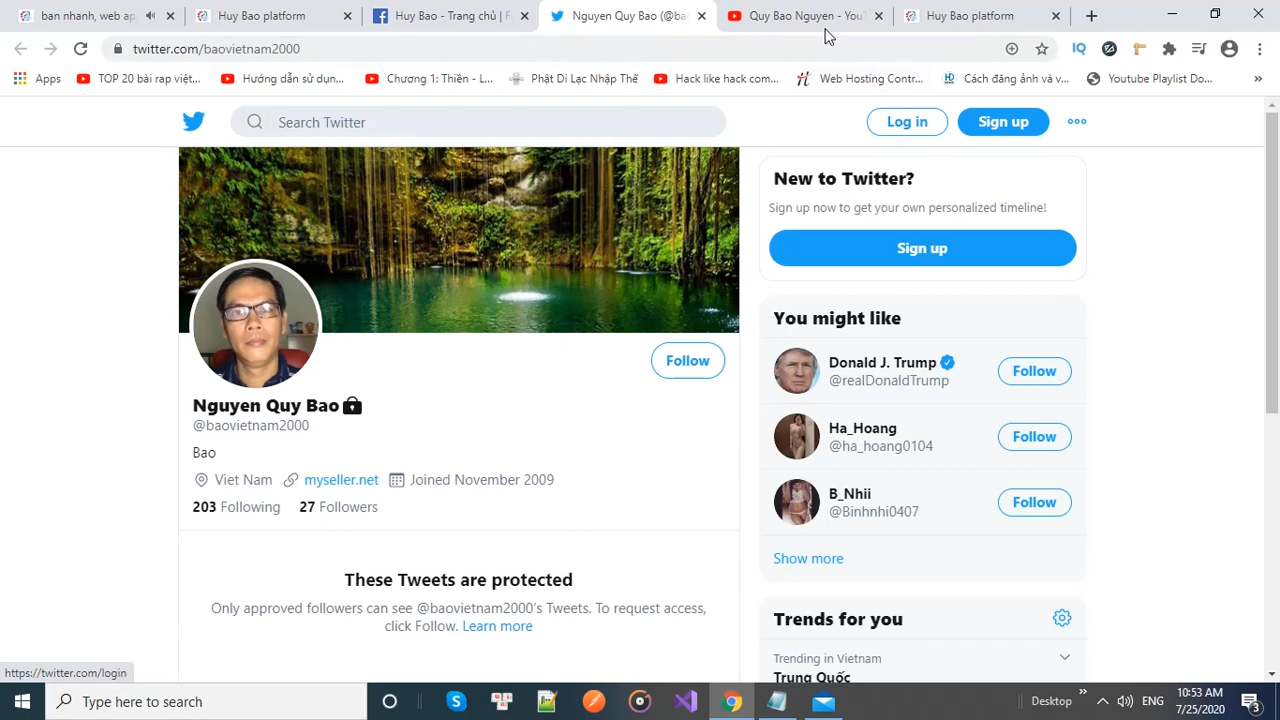 ban nhanh, web ap
Huy Bao platform
Huy Bao - Trang chủ | F
Nguyen Quy Bao (@ba
Quy Bao Nguyen - YouT
Huy Bao platform
twitter.com/baovietnam2000
Apps
TOP 20 bài rap việt...
Hướng dẫn sử dụn...
Chương 1: Thiên - L...
Phật Di Lạc Nhập Thế
Hack like hack com...
Web Hosting Contr...
Cách đăng ảnh và v...
Youtube Playlist Do...
Search Twitter
Log in
Sign up
New to Twitter?
Sign up now to get your own personalized timeline!
Sign up
You might like
Donald J. Trump
@realDonaldTrump
Follow
Ha_Hoang
@ha_hoang0104
Follow
B_Nhii
@Binhnhi0407
Follow
Show more
Trends for you
Trending in Vietnam
Trung Quốc
Follow
Nguyen Quy Bao
@baovietnam2000
Bao
Viet Nam
myseller.net
Joined November 2009
203 Following
27 Followers
These Tweets are protected
Only approved followers can see @baovietnam2000's Tweets. To request access,
click Follow. Learn more
https://twitter.com/login
Type here to search
Desktop
ENG
10:53 AM
7/25/2020
3